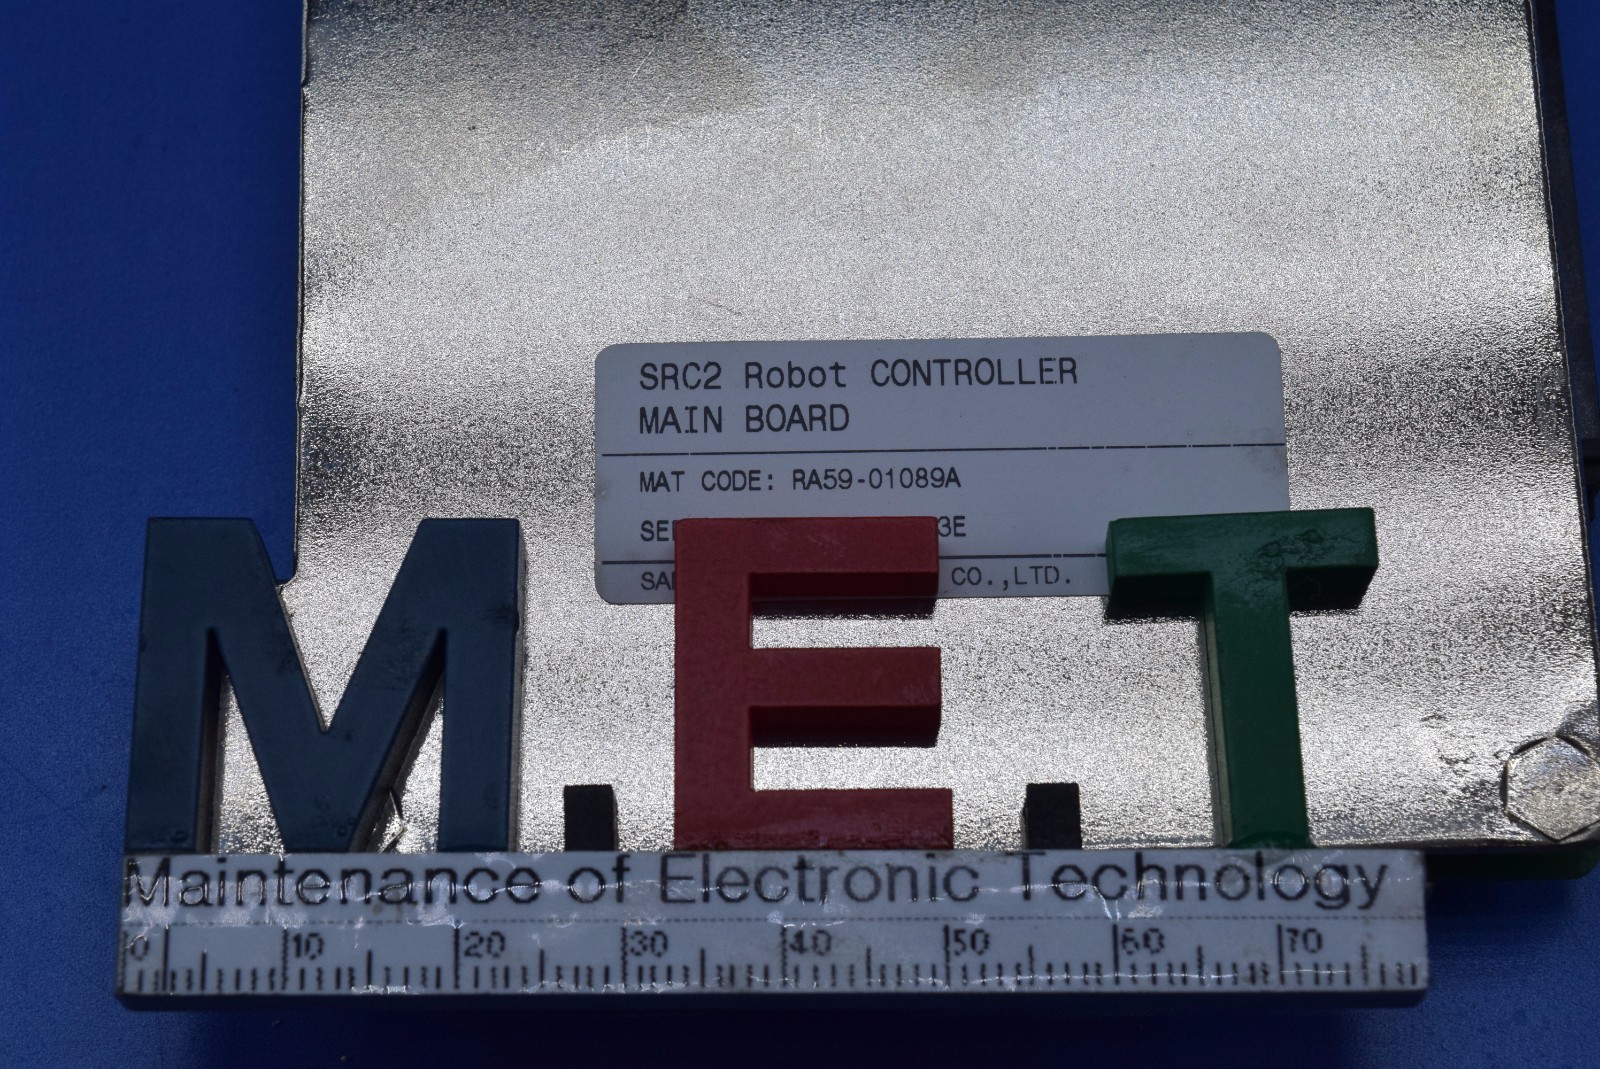 SRC2 Robot CONTROLLER
MAIN BOARD
MAT CODE: RA59-01089A
3E
CO.,LTD.
M.E.T
Maintenance of Electronic Technology
0 10 20 30 40 50 60 70